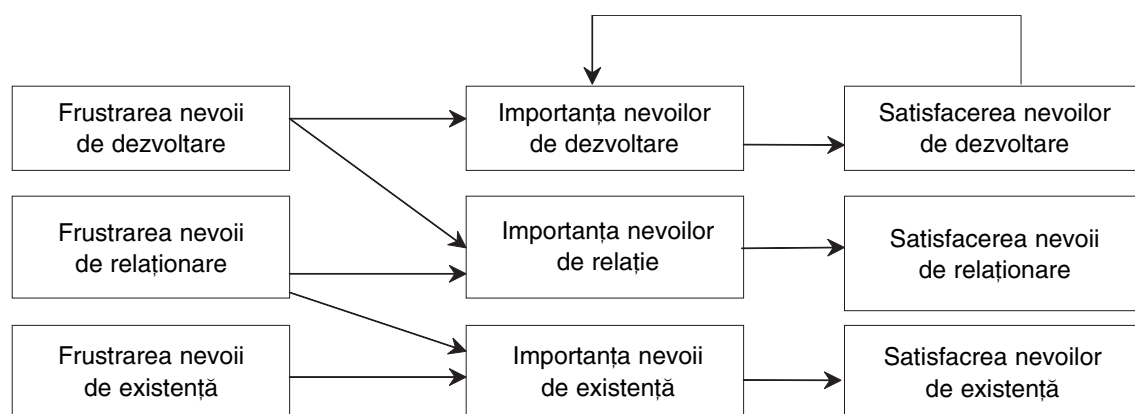 Frustrarea nevoii
de dezvoltare
Importanța nevoilor
de dezvoltare
Satisfacerea nevoilor
de dezvoltare
Frustrarea nevoii
de relaționare
Importanța nevoilor
de relație
Satisfacerea nevoii
de relaționare
Frustrarea nevoii
de existență
Importanța nevoii
de existență
Satisfacrea nevoilor
de existență